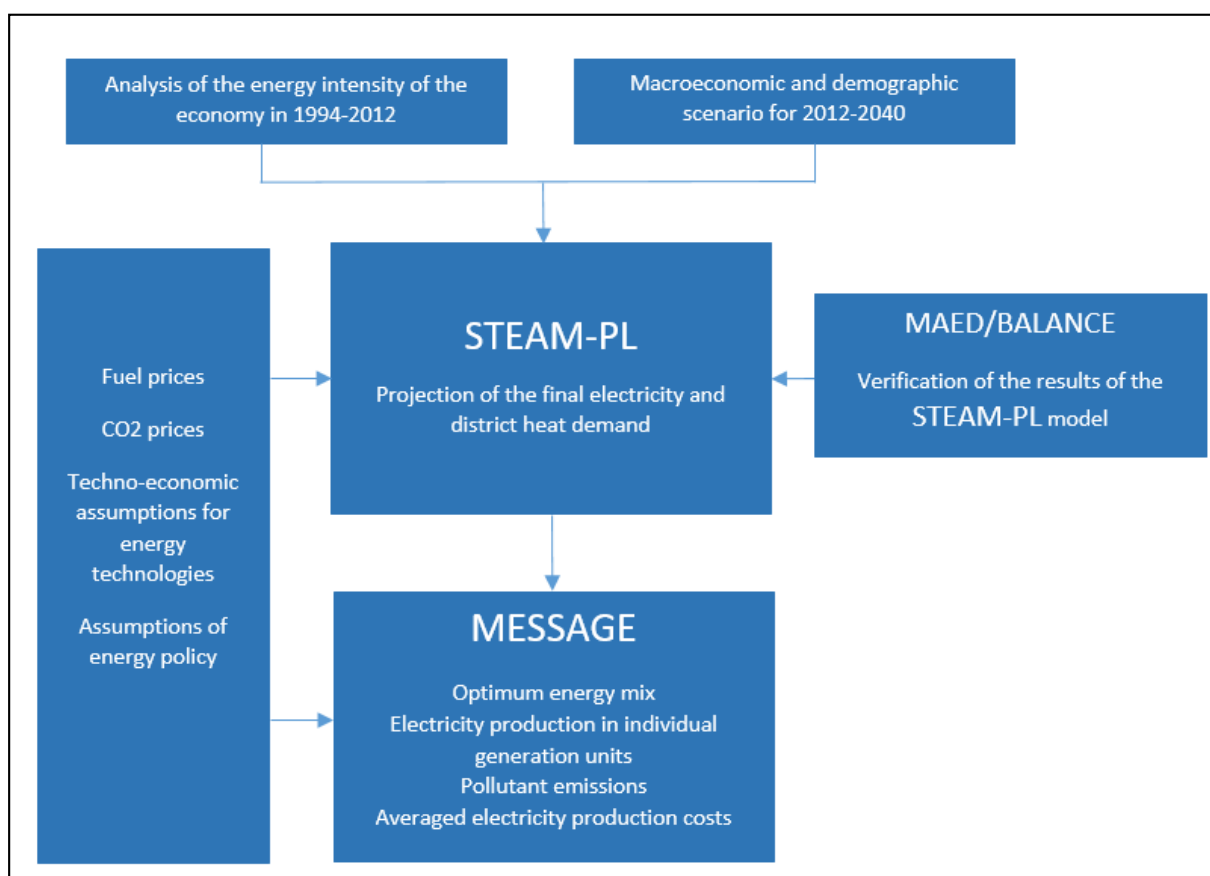 Analysis of the energy intensity of the
economy in 1994-2012
Macroeconomic and demographic
scenario for 2012-2040
Fuel prices
CO2 prices
Techno-economic
assumptions for
energy
technologies
Assumptions of
energy policy
STEAM-PL
Projection of the final electricity and
district heat demand
MAED/BALANCE
Verification of the results of the
STEAM-PL model
MESSAGE
Optimum energy mix
Electricity production in individual
generation units
Pollutant emissions
Averaged electricity production costs